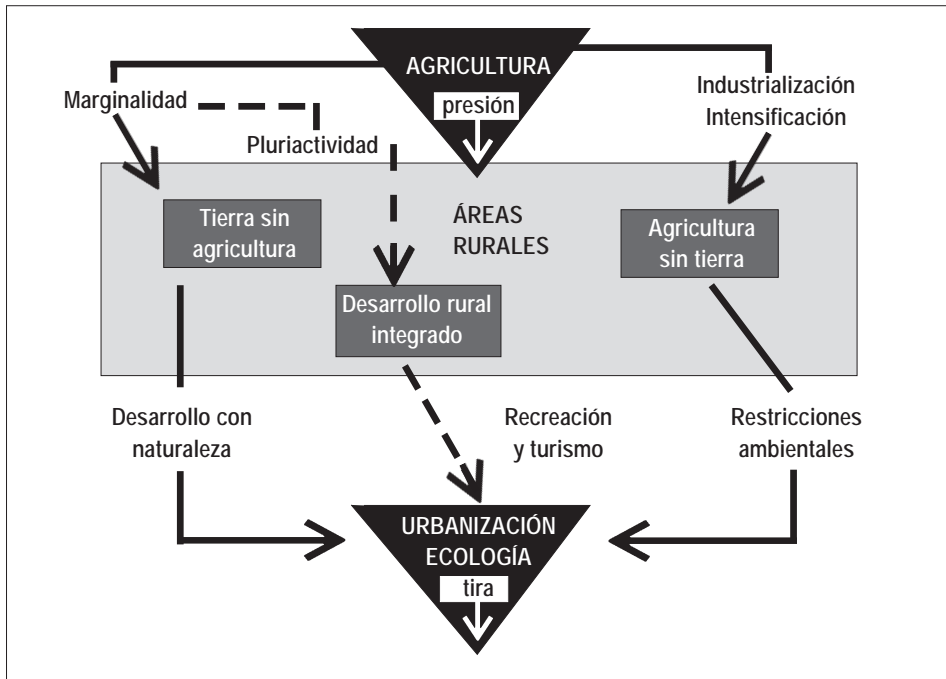 AGRICULTURA
presión
Marginalidad
Pluriactividad
Industrialización
Intensificación
Tierra sin
agricultura
ÁREAS
RURALES
Agricultura
sin tierra
Desarrollo rural
integrado
Desarrollo con
naturaleza
Recreación
y turismo
Restricciones
ambientales
URBANIZACIÓN
ECOLOGÍA
tira